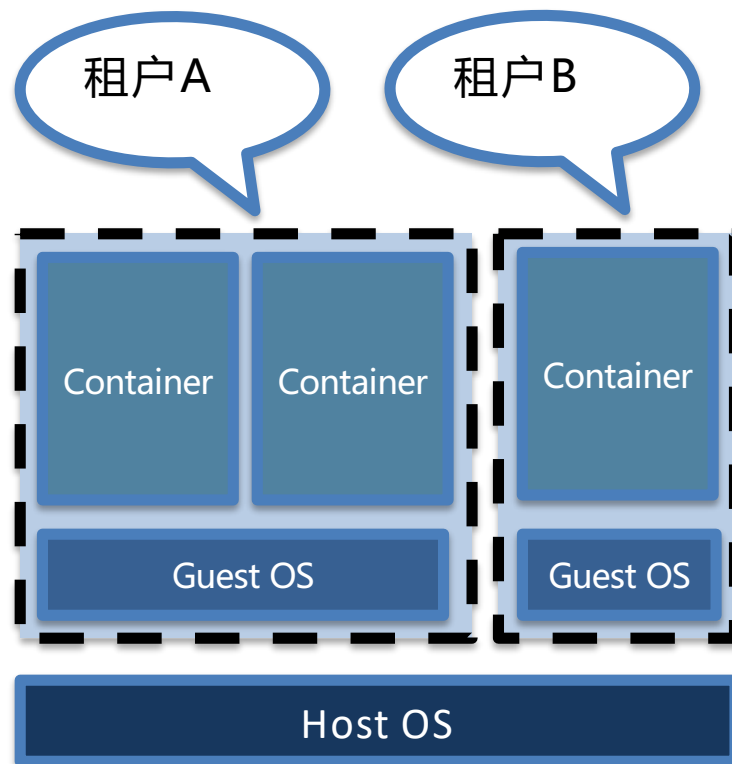 租户A
租户B
Container
Container
Container
Guest OS
Guest OS
Host OS